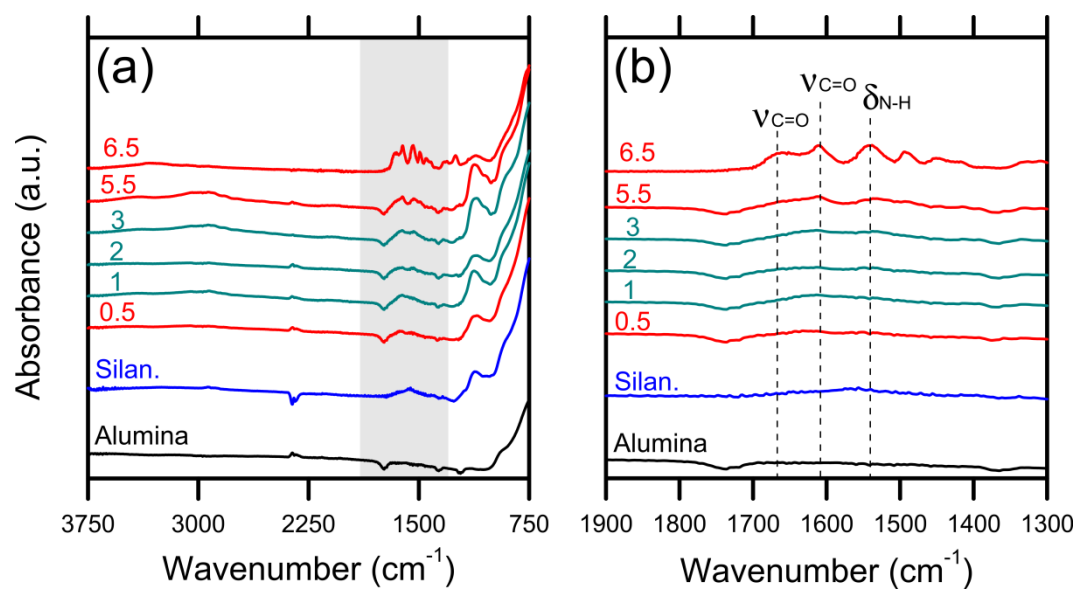 (a)
6.5
5.5
3
2
1
0.5
Silan.
Alumina
3750 3000 2250 1500 750
Wavenumber (cm⁻¹)
Absorbance (a.u.)
(b)
νC=O
νC=O
δN-H
6.5
5.5
3
2
1
0.5
Silan.
Alumina
1900 1800 1700 1600 1500 1400 1300
Wavenumber (cm⁻¹)